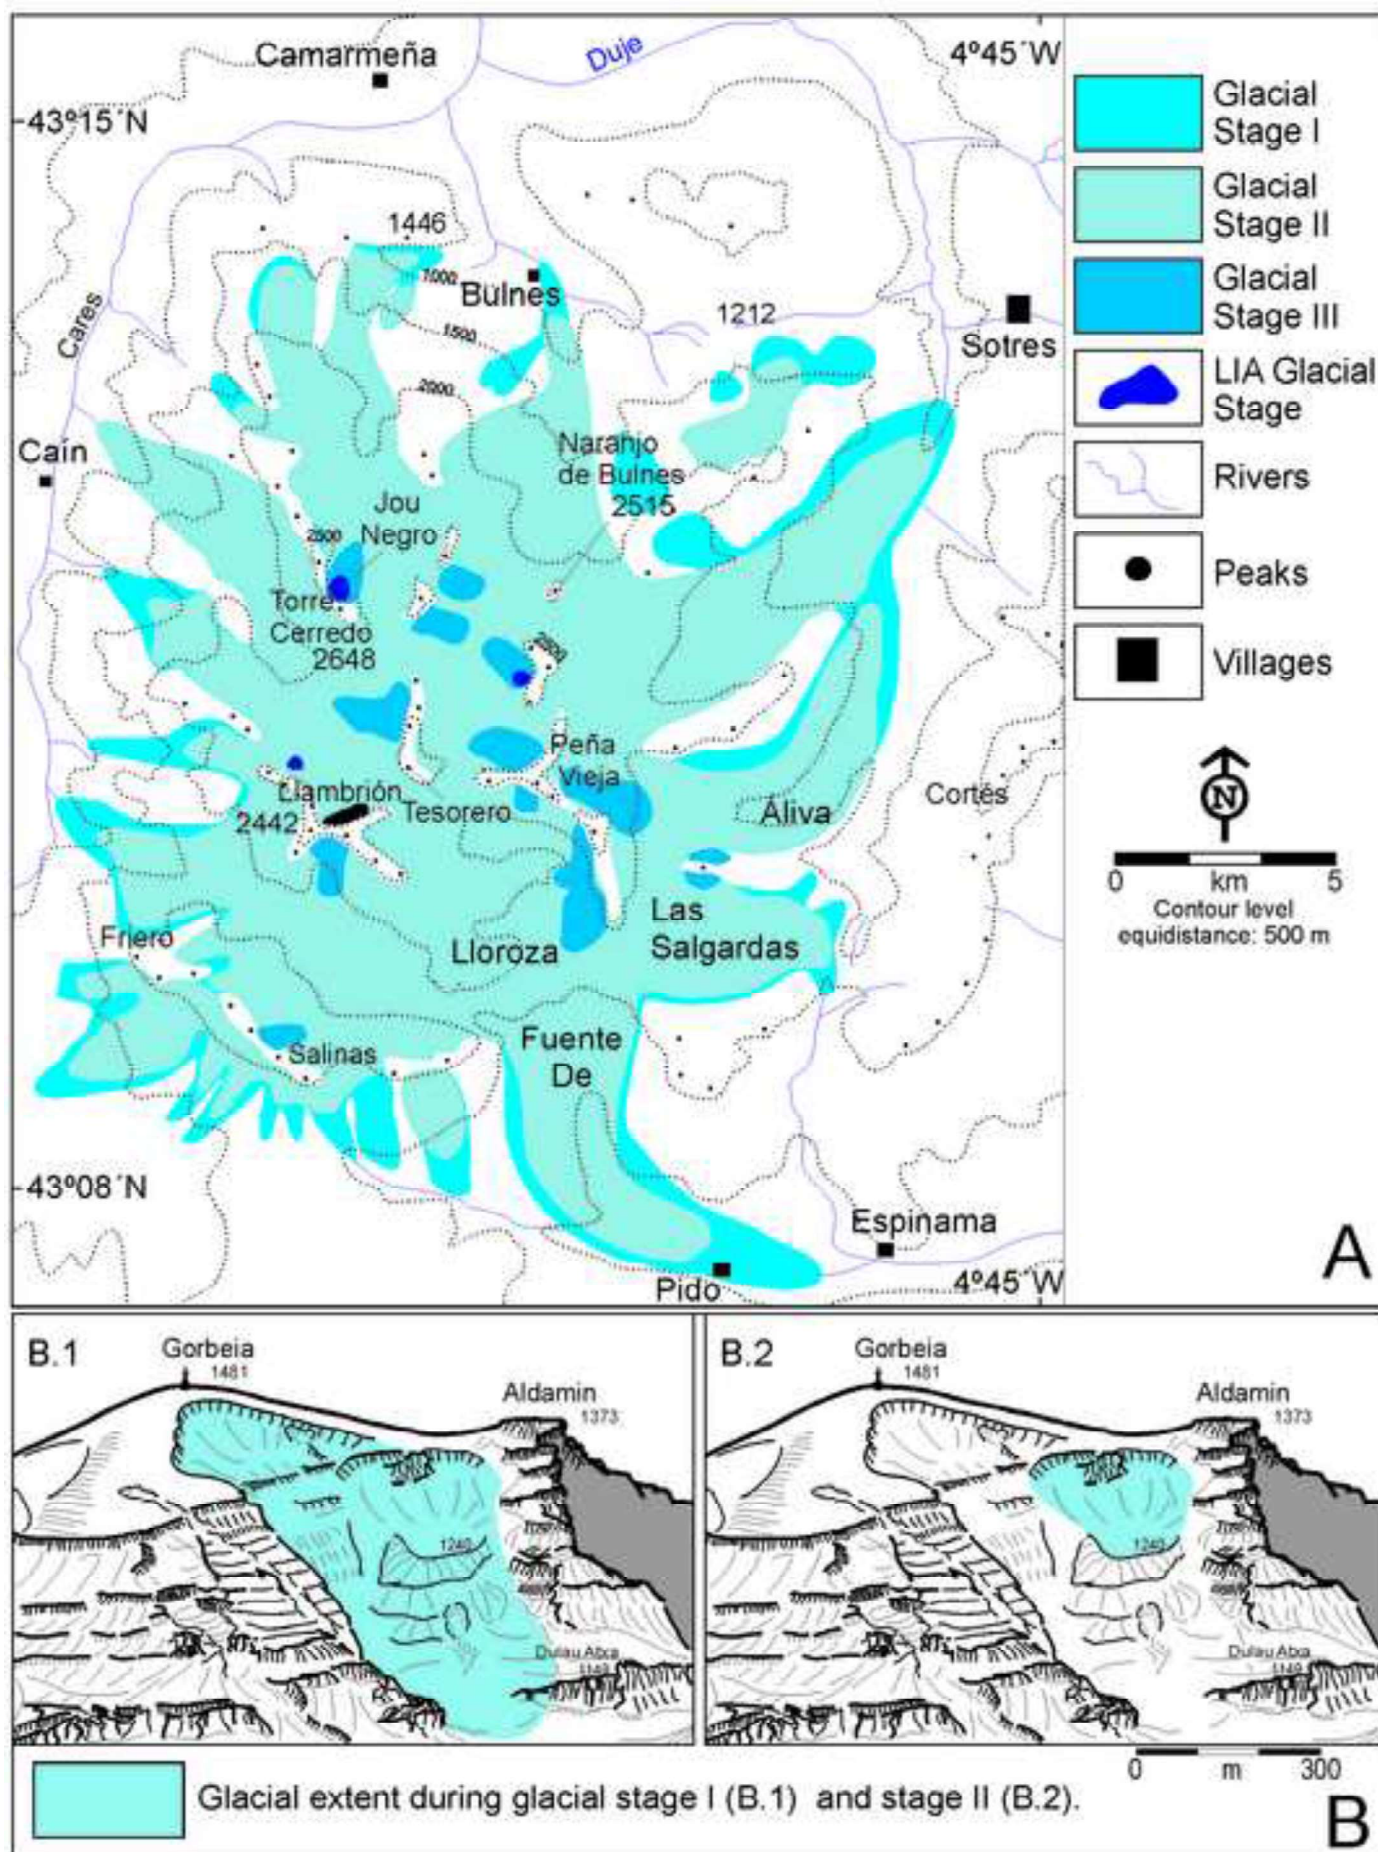 Camarmeña
Duje
4º45´W
43º15´N
1446
1000
Bulnes
1500
1212
Sotres
Cares
2000
Caín
Naranjo
de Bulnes
2515
Jou
Negro
2500
Torre
Cerredo
2648
2500
Peña
Vieja
Llambrión
2442
Tesorero
Áliva
Cortés
Las
Salgardas
Friero
Lloroza
Fuente
De
Salinas
43º08´N
Espinama
Pido
4º45´W
Glacial
Stage I
Glacial
Stage II
Glacial
Stage III
LIA Glacial
Stage
Rivers
Peaks
Villages
N
0 km 5
Contour level
equidistance: 500 m
A
B.1
Gorbeia
1481
Aldamin
1373
1240
Dulau Atxa
1149
B.2
Gorbeia
1481
Aldamin
1373
1240
Dulau Atxa
1149
0 m 300
Glacial extent during glacial stage I (B.1) and stage II (B.2).
B